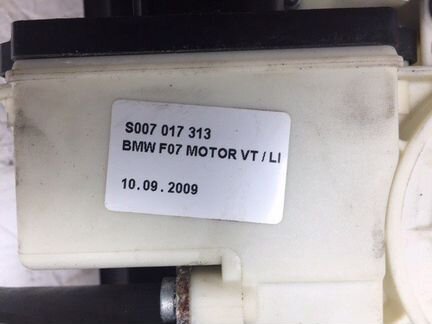 S007 017 313
BMW F07 MOTOR VT / LI
10.09.2009